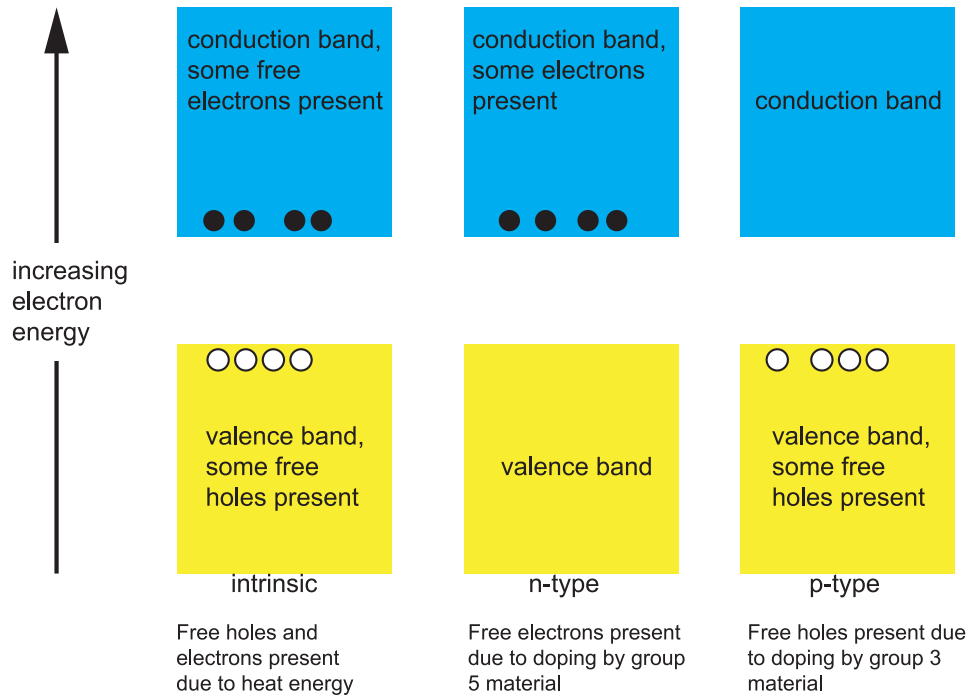 conduction band,
some free
electrons present
conduction band,
some electrons
present
conduction band
increasing
electron
energy
valence band,
some free
holes present
valence band
valence band,
some free
holes present
intrinsic
n-type
p-type
Free holes and
electrons present
due to heat energy
Free electrons present
due to doping by group
5 material
Free holes present due
to doping by group 3
material